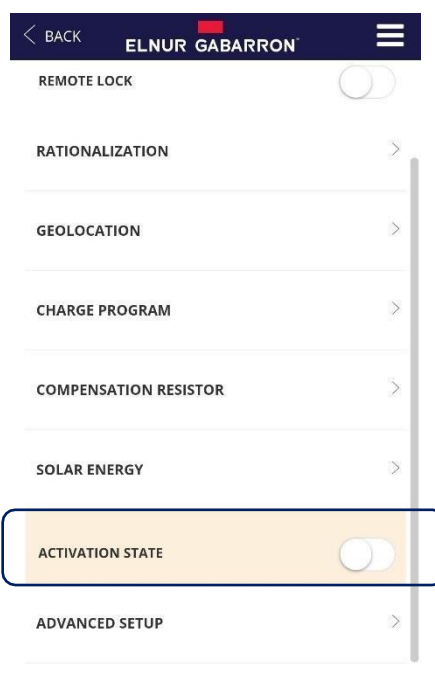 BACK
ELNUR GABARRON
REMOTE LOCK
RATIONALIZATION
GEOLOCATION
CHARGE PROGRAM
COMPENSATION RESISTOR
SOLAR ENERGY
ACTIVATION STATE
ADVANCED SETUP